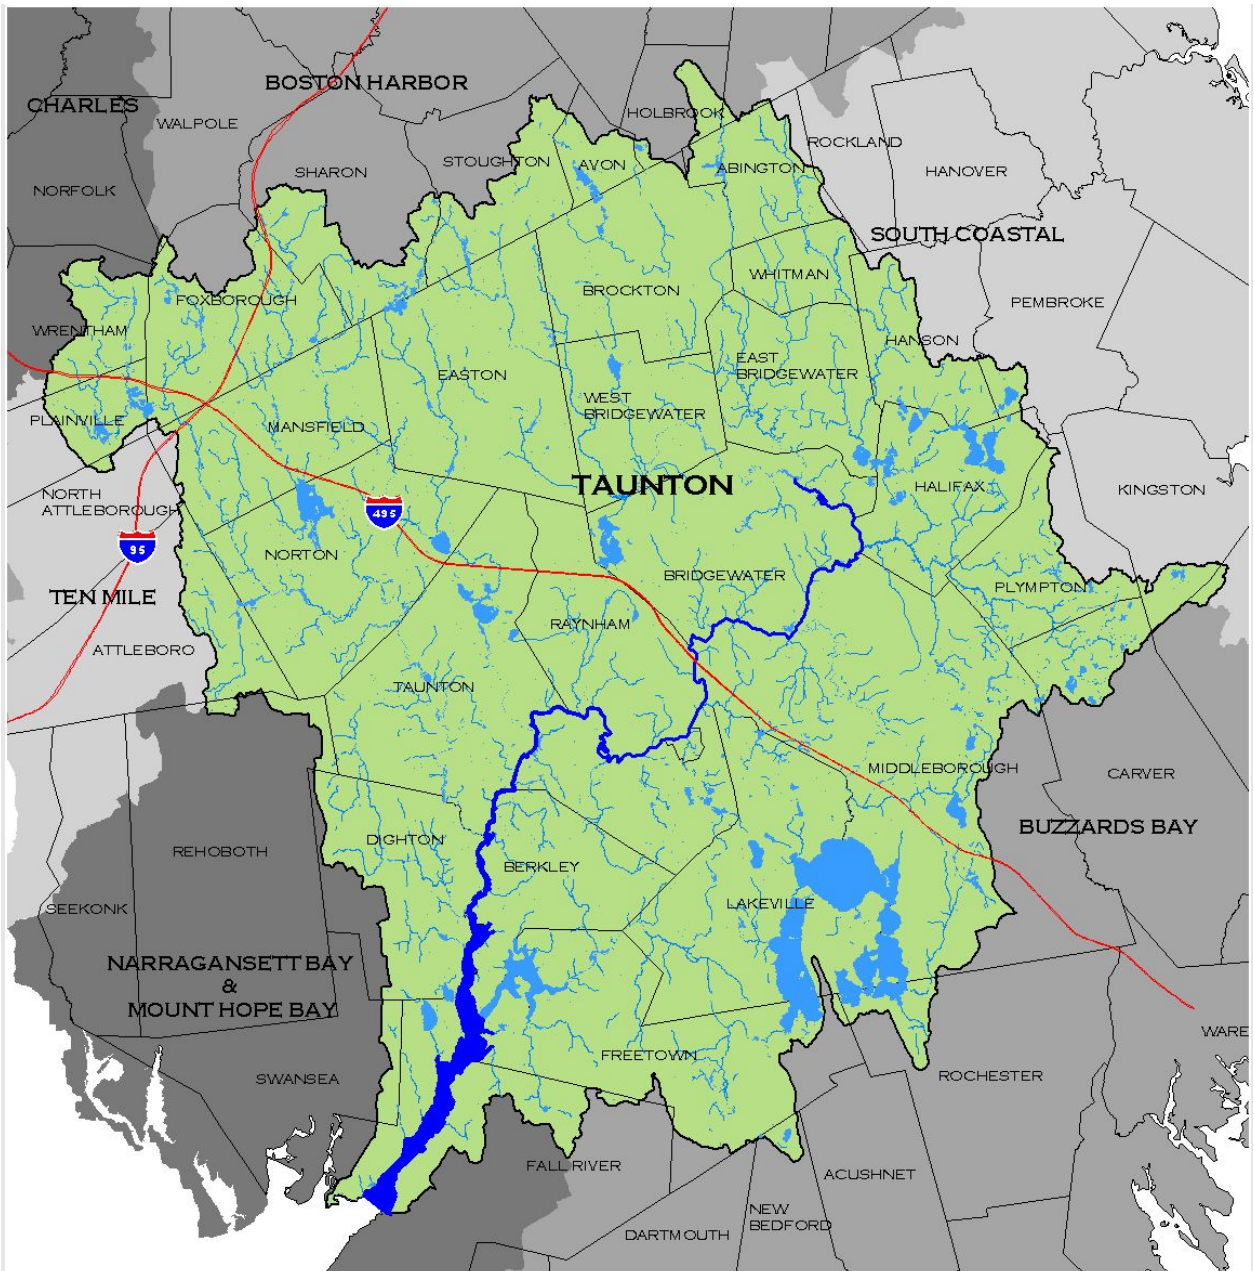 BOSTON HARBOR
CHARLES
HOLBROOK
WALPOLE
ROCKLAND
STOUGHTON
AVON
ABINGTON
SHARON
HANOVER
NORFOLK
SOUTH COASTAL
WHITMAN
BROCKTON
FOXBOROUGH
PEMBROKE
WRENTHAM
HANSON
EAST
BRIDGEWATER
EASTON
WEST
BRIDGEWATER
PLAINVILLE
MANSFIELD
TAUNTON
HALIFAX
KINGSTON
NORTH
ATTLEBOROUGH
495
95
NORTON
BRIDGEWATER
PLYMPTON
TEN MILE
RAYNHAM
ATTLEBORO
TAUNTON
MIDDLEBOROUGH
CARVER
BUZZARDS BAY
DIGHTON
REHOBOTH
BERKLEY
LAKEVILLE
SEEKONK
NARRAGANSETT BAY
&
MOUNT HOPE BAY
WARE
FREETOWN
SWANSEA
ROCHESTER
FALL RIVER
ACUSHNET
NEW
BEDFORD
DARTMOUTH